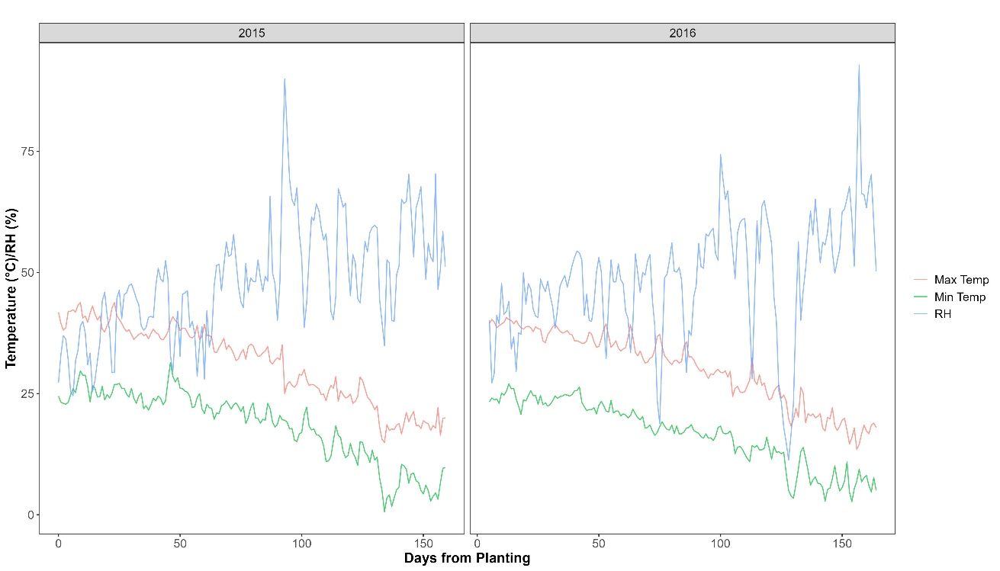 2015
2016
Temperature (°C)/RH (%)
75
50
25
0
0
50
100
150
0
50
100
150
Days from Planting
Max Temp
Min Temp
RH